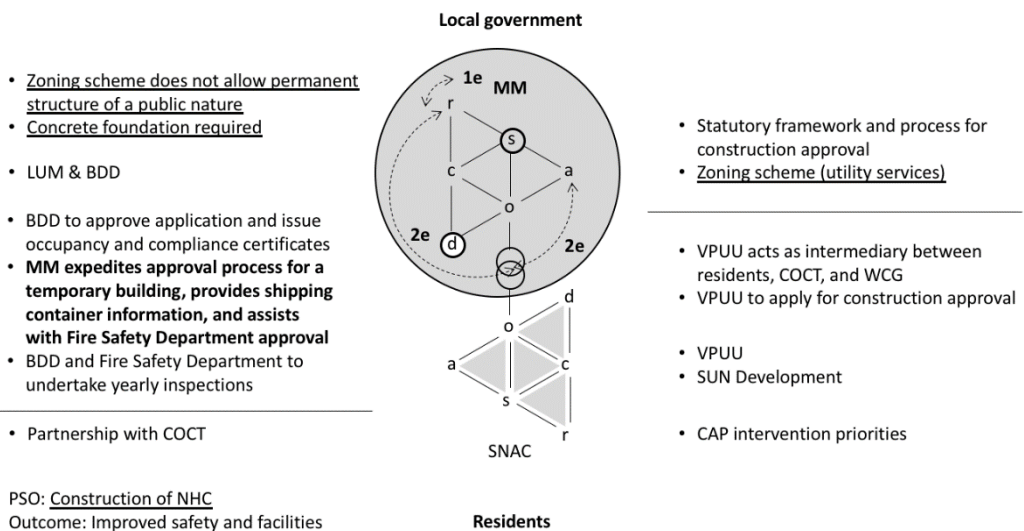 Local government
• Zoning scheme does not allow permanent
structure of a public nature
• Concrete foundation required
• LUM & BDD
• BDD to approve application and issue
occupancy and compliance certificates
• MM expedites approval process for a
temporary building, provides shipping
container information, and assists
with Fire Safety Department approval
• BDD and Fire Safety Department to
undertake yearly inspections
• Partnership with COCT
PSO: Construction of NHC
Outcome: Improved safety and facilities
1e
MM
r
s
c
a
o
2e
d
2e
d
o
a
c
s
r
SNAC
Residents
• Statutory framework and process for
construction approval
• Zoning scheme (utility services)
• VPUU acts as intermediary between
residents, COCT, and WCG
• VPUU to apply for construction approval
• VPUU
• SUN Development
• CAP intervention priorities